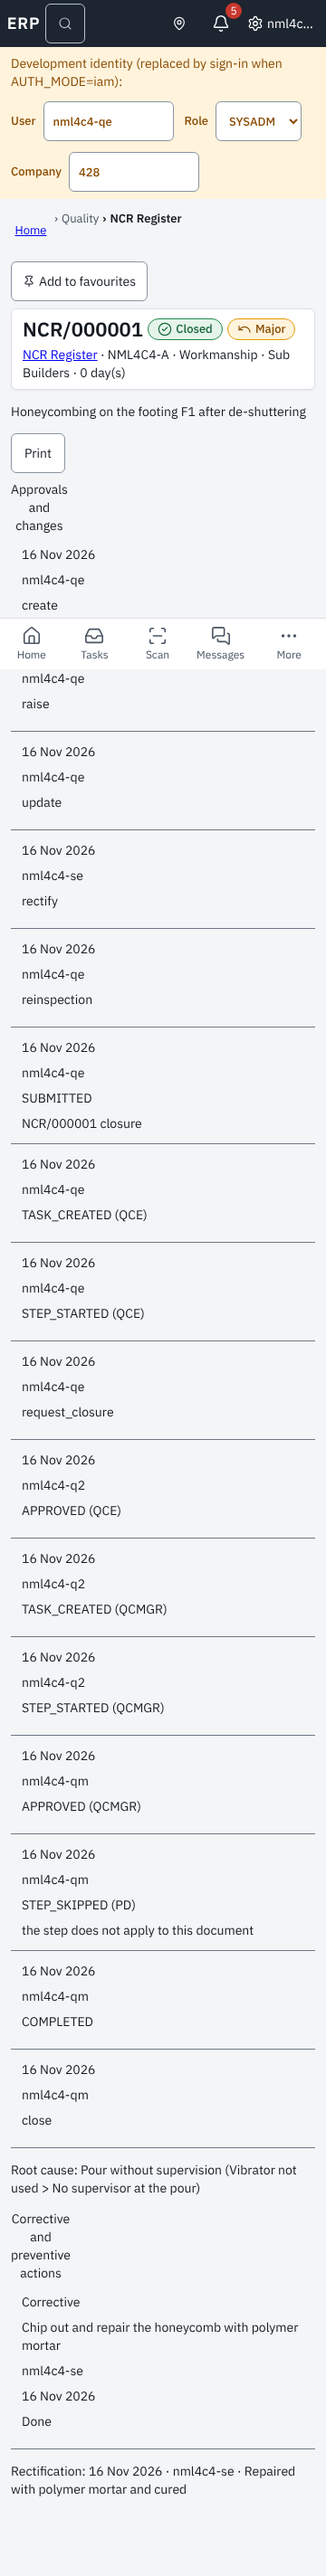 ERP
5
nml4c...
Development identity (replaced by sign-in when
AUTH_MODE=iam):
User nml4c4-qe Role SYSADM
Company 428
Home › Quality › NCR Register
Add to favourites
NCR/000001 Closed Major
NCR Register · NML4C4-A · Workmanship · Sub
Builders · 0 day(s)
Honeycombing on the footing F1 after de-shuttering
Print
Approvals
and
changes
16 Nov 2026
nml4c4-qe
create
Home Tasks Scan Messages More
nml4c4-qe
raise
16 Nov 2026
nml4c4-qe
update
16 Nov 2026
nml4c4-se
rectify
16 Nov 2026
nml4c4-qe
reinspection
16 Nov 2026
nml4c4-qe
SUBMITTED
NCR/000001 closure
16 Nov 2026
nml4c4-qe
TASK_CREATED (QCE)
16 Nov 2026
nml4c4-qe
STEP_STARTED (QCE)
16 Nov 2026
nml4c4-qe
request_closure
16 Nov 2026
nml4c4-q2
APPROVED (QCE)
16 Nov 2026
nml4c4-q2
TASK_CREATED (QCMGR)
16 Nov 2026
nml4c4-q2
STEP_STARTED (QCMGR)
16 Nov 2026
nml4c4-qm
APPROVED (QCMGR)
16 Nov 2026
nml4c4-qm
STEP_SKIPPED (PD)
the step does not apply to this document
16 Nov 2026
nml4c4-qm
COMPLETED
16 Nov 2026
nml4c4-qm
close
Root cause: Pour without supervision (Vibrator not
used > No supervisor at the pour)
Corrective
and
preventive
actions
Corrective
Chip out and repair the honeycomb with polymer
mortar
nml4c4-se
16 Nov 2026
Done
Rectification: 16 Nov 2026 · nml4c4-se · Repaired
with polymer mortar and cured